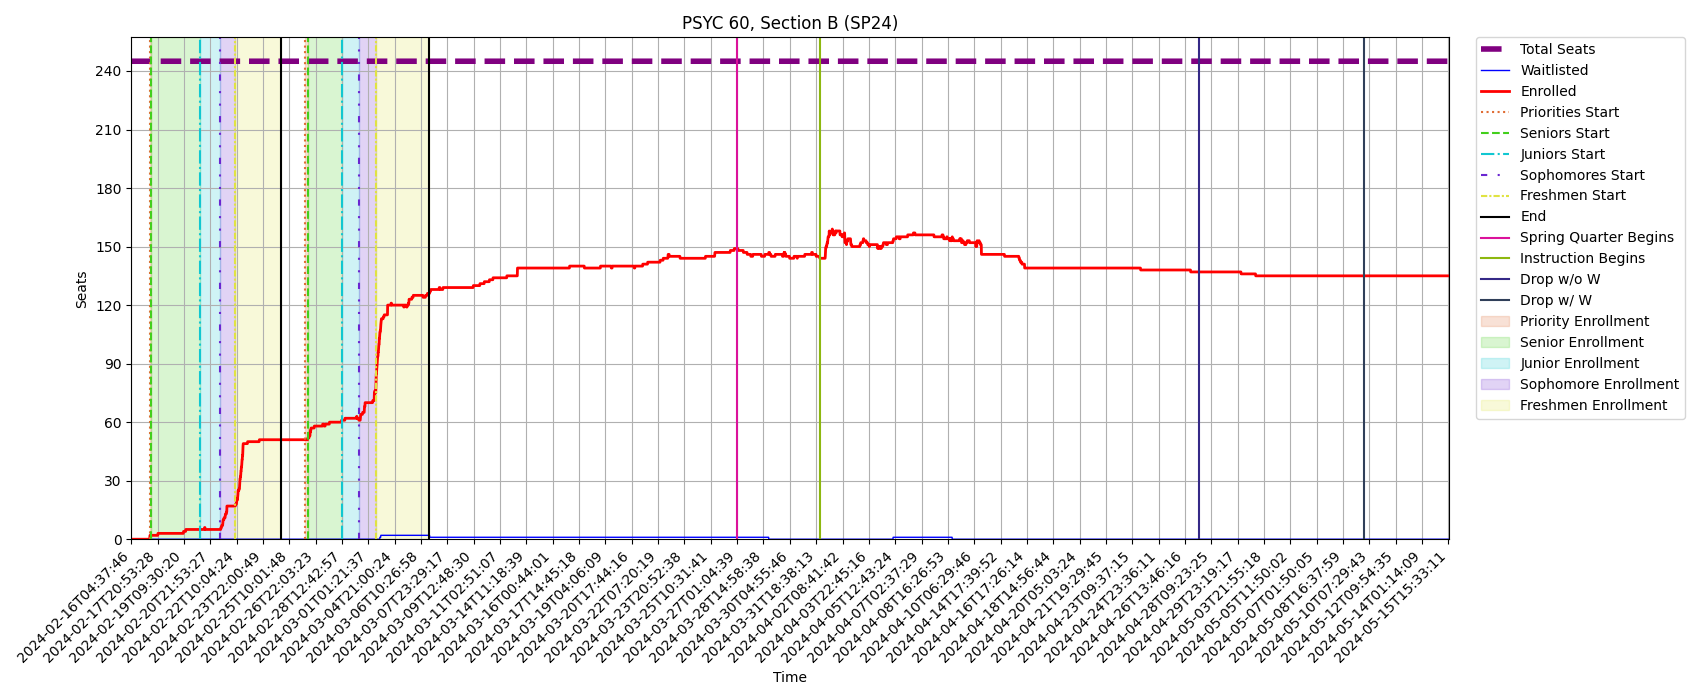 PSYC 60, Section B (SP24)
Seats
240
210
180
150
120
90
60
30
0
2024-02-16T04:37:46
2024-02-17T20:53:28
2024-02-19T09:30:20
2024-02-20T21:53:27
2024-02-22T10:04:24
2024-02-23T22:00:49
2024-02-25T10:01:48
2024-02-26T22:03:23
2024-02-28T12:42:57
2024-03-01T01:21:37
2024-03-04T21:00:24
2024-03-06T10:26:58
2024-03-07T23:29:17
2024-03-11T02:51:07
2024-03-14T11:18:39
2024-03-16T00:44:01
2024-03-17T14:45:18
2024-03-19T04:06:09
2024-03-20T17:44:16
2024-03-22T07:20:19
2024-03-23T20:52:38
2024-03-25T10:31:41
2024-03-27T01:04:39
2024-03-28T14:58:38
2024-03-30T04:55:46
2024-03-31T18:38:13
2024-04-02T08:41:42
2024-04-03T22:45:16
2024-04-05T12:43:24
2024-04-07T02:37:29
2024-04-08T16:26:53
2024-04-10T06:29:46
2024-04-14T17:39:52
2024-04-16T17:26:14
2024-04-18T14:56:44
2024-04-20T05:03:24
2024-04-21T19:29:45
2024-04-23T09:37:15
2024-04-24T23:36:11
2024-04-26T13:46:16
2024-04-28T09:23:25
2024-04-29T23:19:17
2024-05-03T21:55:18
2024-05-05T11:50:02
2024-05-07T01:50:05
2024-05-08T16:37:59
2024-05-10T07:29:43
2024-05-12T09:54:35
2024-05-14T01:14:09
2024-05-15T15:33:11
Time
Total Seats
Waitlisted
Enrolled
Priorities Start
Seniors Start
Juniors Start
Sophomores Start
Freshmen Start
End
Spring Quarter Begins
Instruction Begins
Drop w/o W
Drop w/ W
Priority Enrollment
Senior Enrollment
Junior Enrollment
Sophomore Enrollment
Freshmen Enrollment